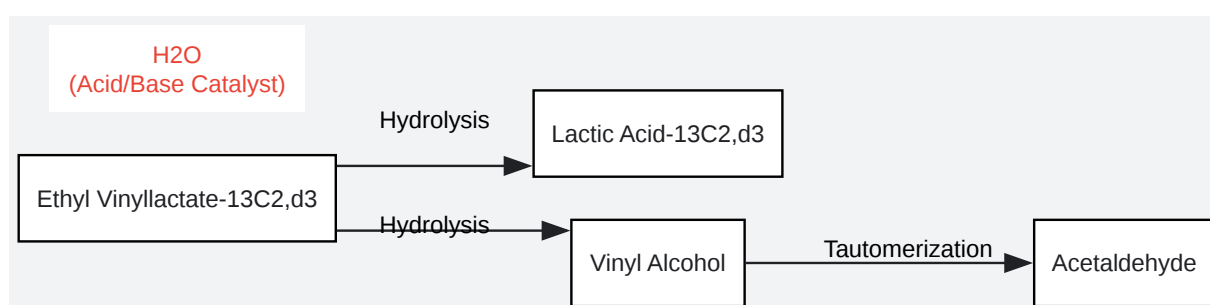 H2O
(Acid/Base Catalyst)
Hydrolysis
Lactic Acid-13C2,d3
Ethyl Vinyllactate-13C2,d3
Hydrolysis
Vinyl Alcohol
Tautomerization
Acetaldehyde